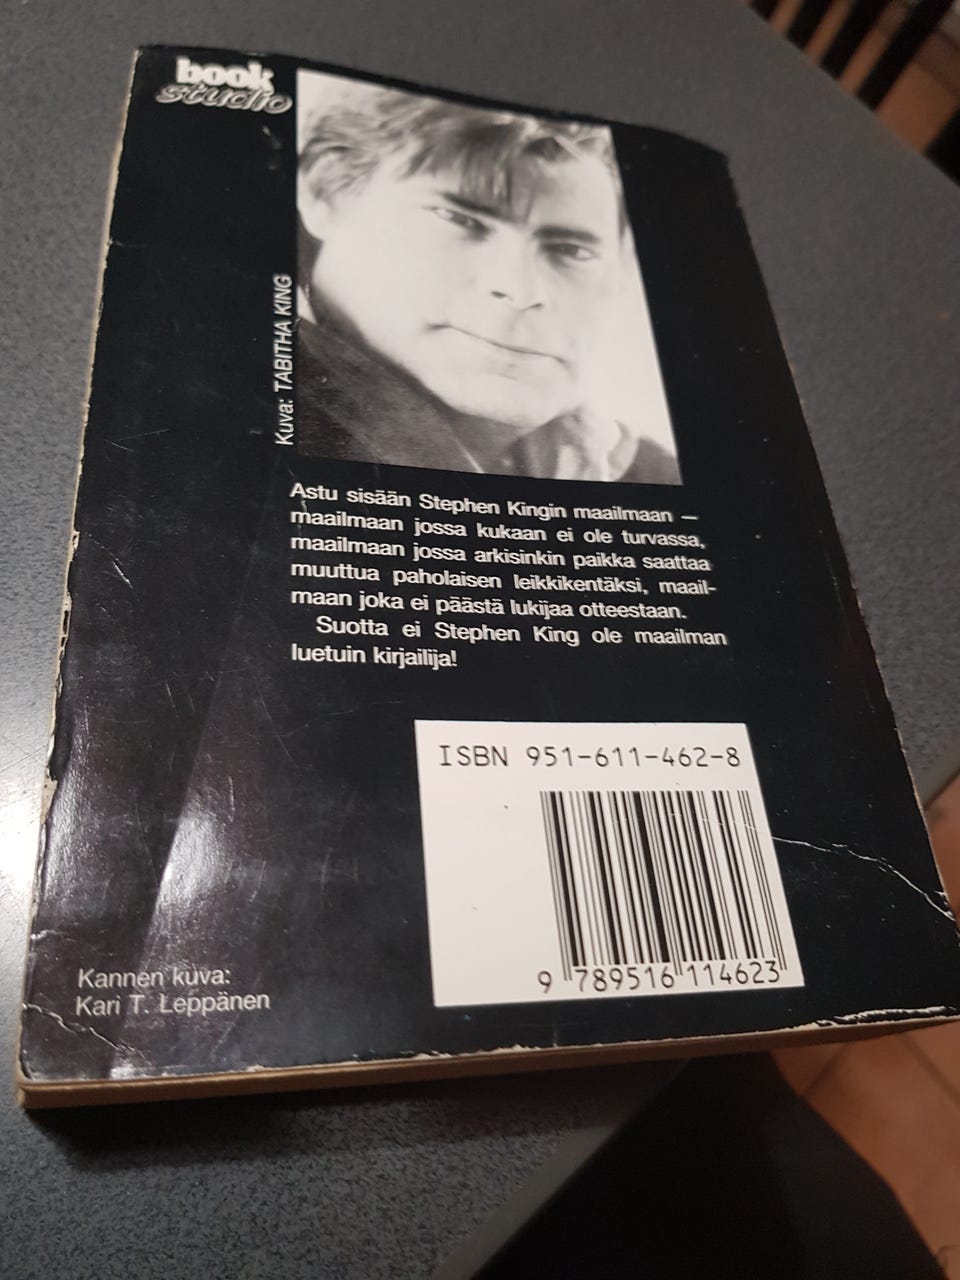 book
studio
Kuva: TABITHA KING
Astu sisään Stephen Kingin maailmaan —
maailmaan jossa kukaan ei ole turvassa,
maailmaan jossa arkisinkin paikka saattaa
muuttua paholaisen leikkikentäksi, maail-
maan joka ei päästä lukijaa otteestaan.
Suotta ei Stephen King ole maailman
luetuin kirjailija!
ISBN 951-611-462-8
9 789516 114623
Kannen kuva:
Kari T. Leppänen